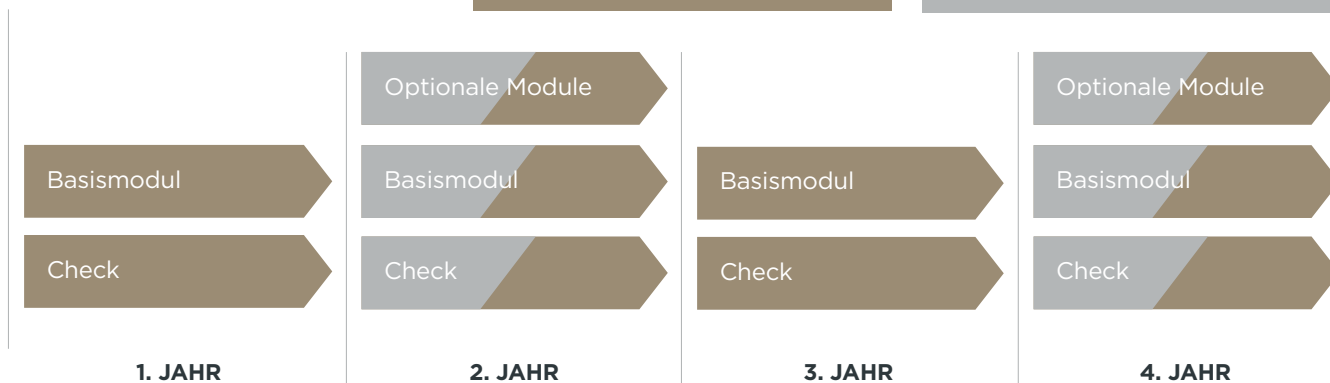 Optionale Module
Optionale Module
Basismodul
Basismodul
Basismodul
Basismodul
Check
Check
Check
Check
1. JAHR
2. JAHR
3. JAHR
4. JAHR